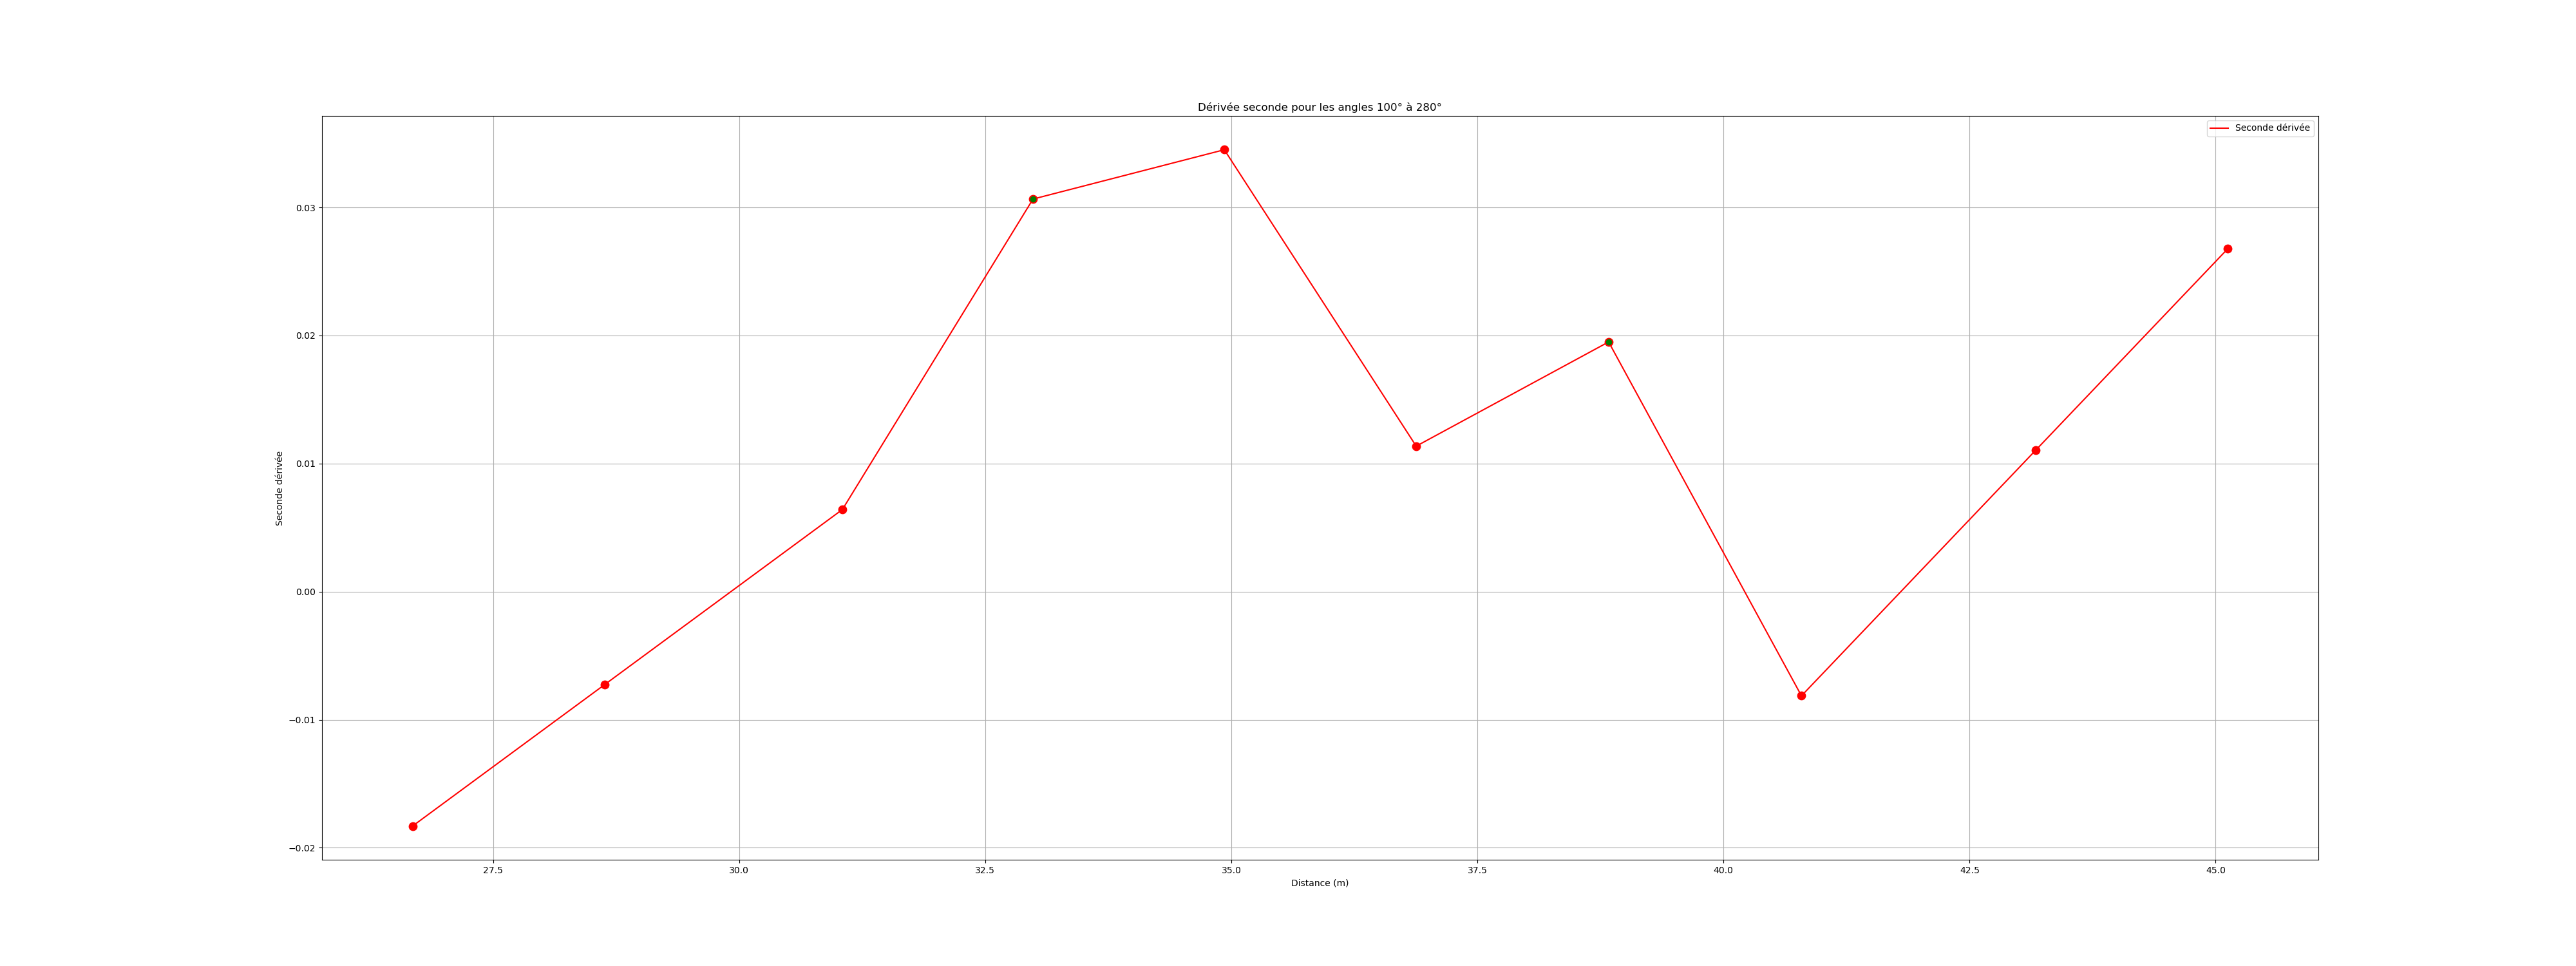 Dérivée seconde pour les angles 100° à 280°
Seconde dérivée
0.03
0.02
0.01
0.00
−0.01
−0.02
Seconde dérivée
27.5 30.0 32.5 35.0 37.5 40.0 42.5 45.0
Distance (m)